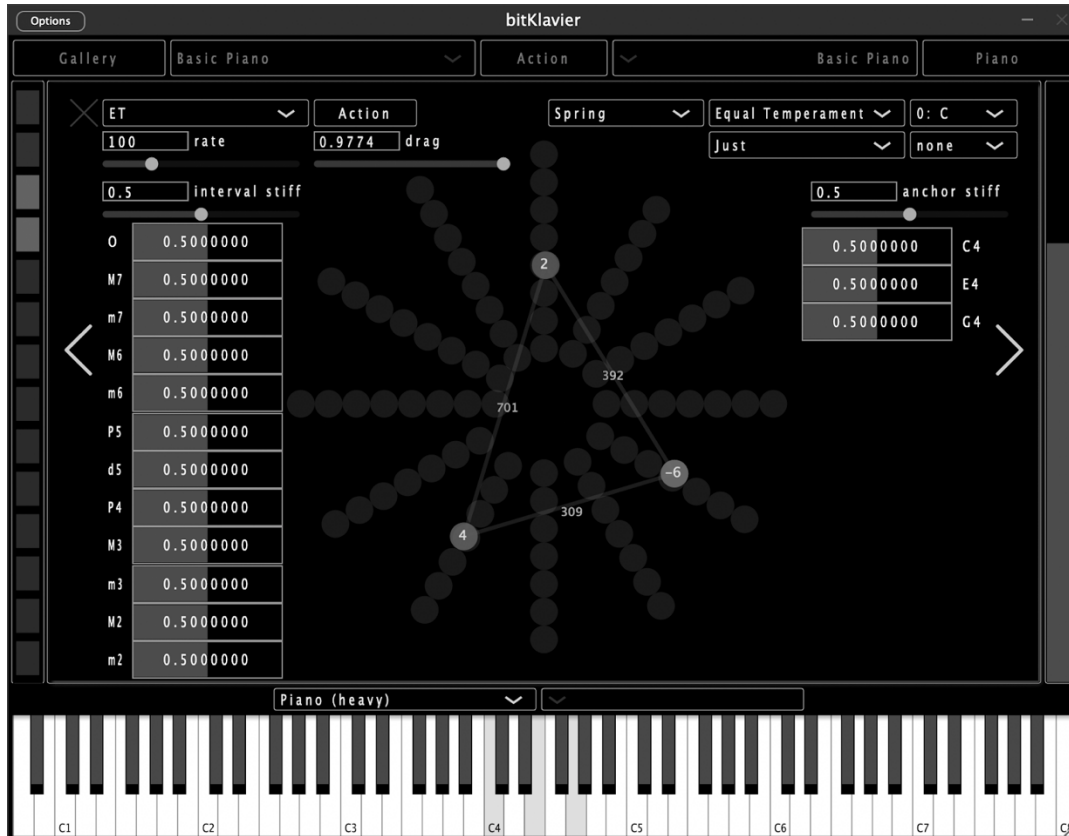 Options bitKlavier
Gallery Basic Piano Action Basic Piano Piano
ET Action Spring Equal Temperament 0: C
100 rate 0.9774 drag Just none
0.5 interval stiff 0.5 anchor stiff
O 0.5000000 0.5000000 C4
M7 0.5000000 2 0.5000000 E4
m7 0.5000000 0.5000000 G4
M6 0.5000000 392
m6 0.5000000 701
P5 0.5000000
d5 0.5000000 -6
P4 0.5000000 309
M3 0.5000000 4
m3 0.5000000
M2 0.5000000
m2 0.5000000
Piano (heavy)
C1 C2 C3 C4 C5 C6 C7